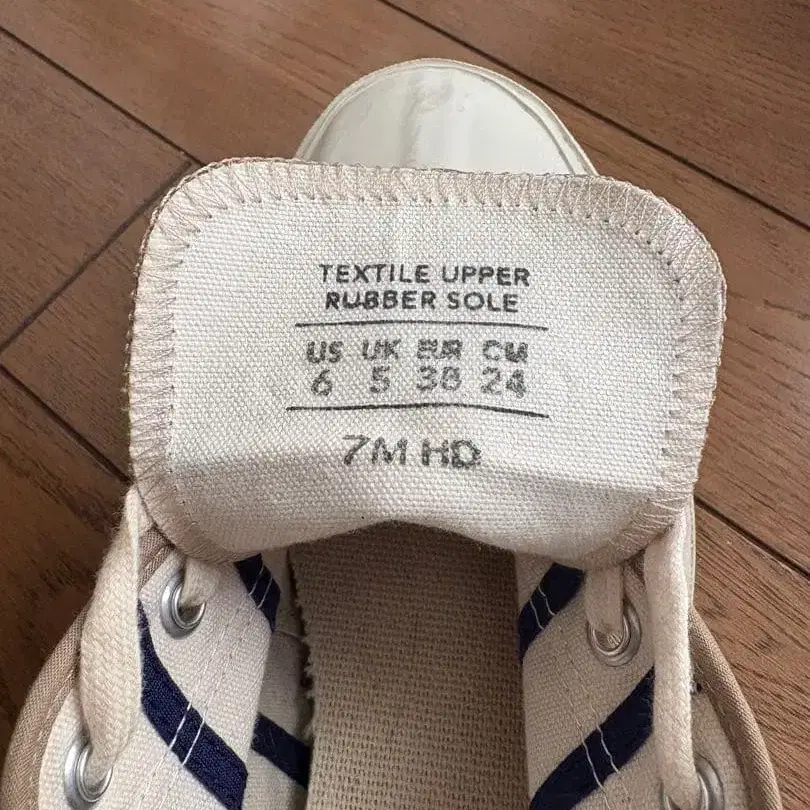 TEXTILE UPPER
RUBBER SOLE
US UK EUR CM
6 5 38 24
7M HD